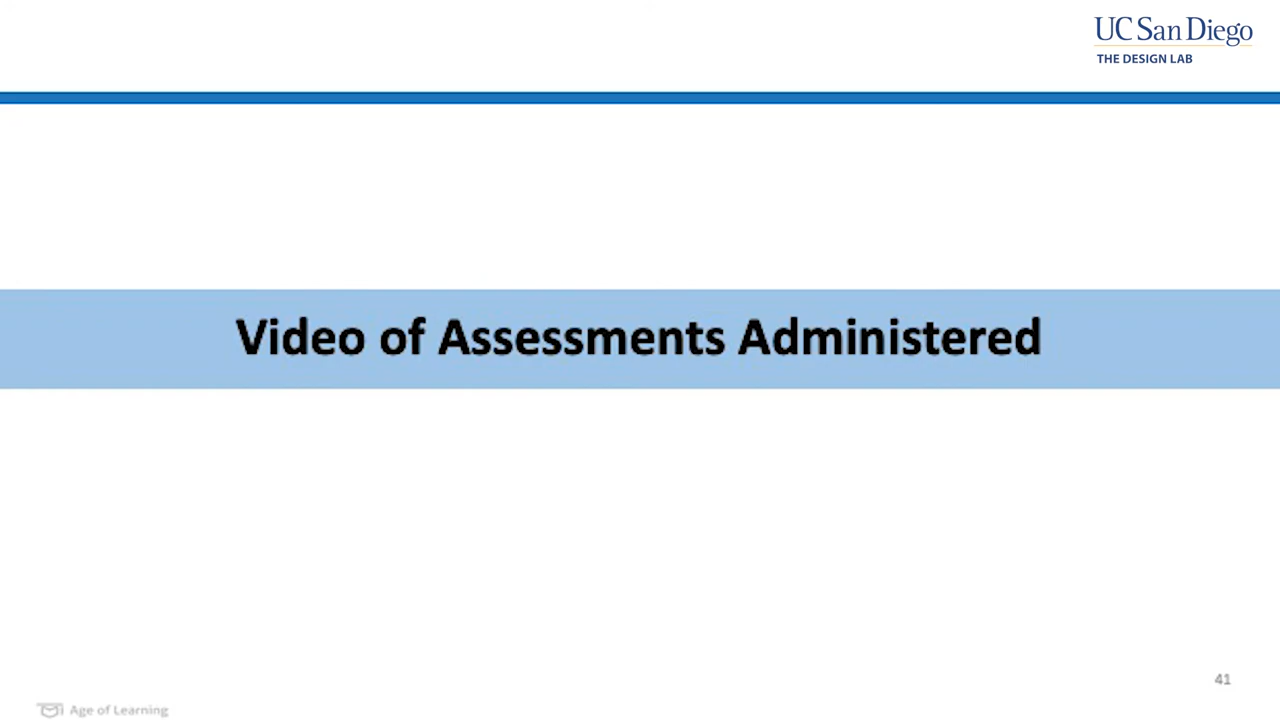 UC San Diego
THE DESIGN LAB
Video of Assessments Administered
41
Age of Learning